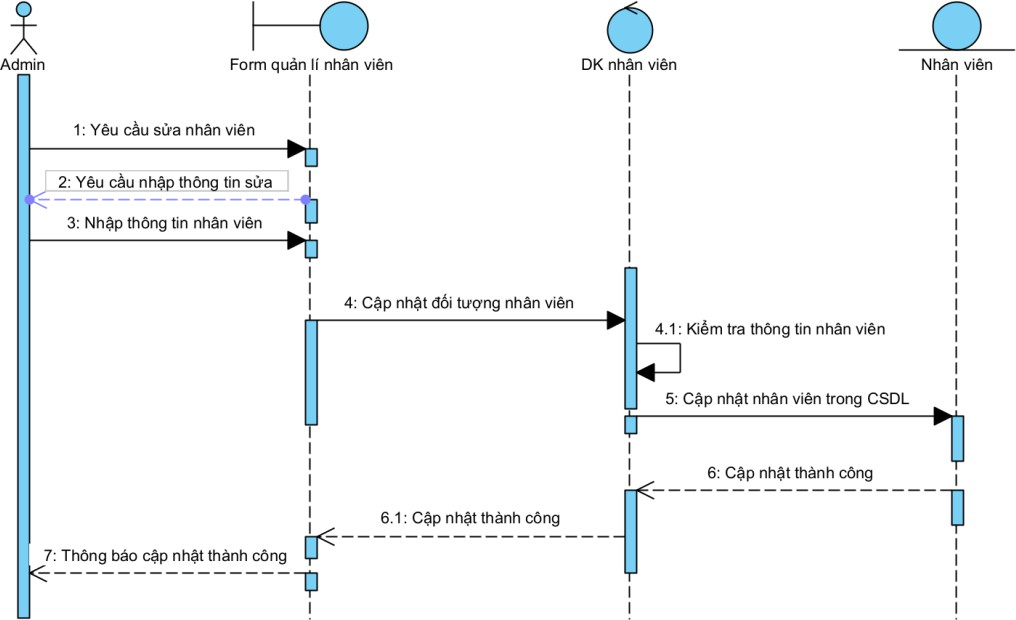 Admin
Form quản lí nhân viên
DK nhân viên
Nhân viên
1: Yêu cầu sửa nhân viên
2: Yêu cầu nhập thông tin sửa
3: Nhập thông tin nhân viên
4: Cập nhật đối tượng nhân viên
4.1: Kiểm tra thông tin nhân viên
5: Cập nhật nhân viên trong CSDL
6: Cập nhật thành công
6.1: Cập nhật thành công
7: Thông báo cập nhật thành công